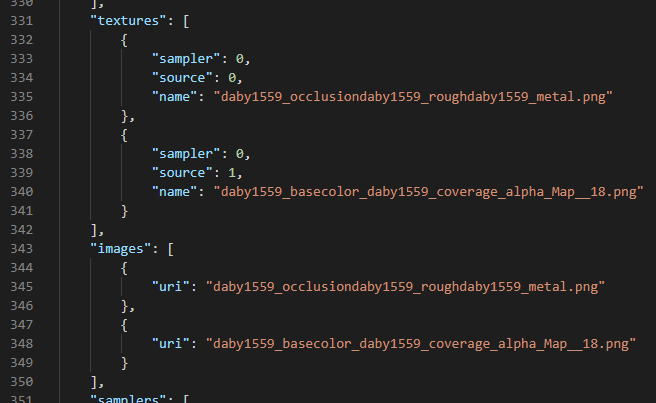 330 ],
331 "textures": [
332 {
333 "sampler": 0,
334 "source": 0,
335 "name": "daby1559_occlusiondaby1559_roughdaby1559_metal.png"
336 },
337 {
338 "sampler": 0,
339 "source": 1,
340 "name": "daby1559_basecolor_daby1559_coverage_alpha_Map__18.png"
341 }
342 ],
343 "images": [
344 {
345 "uri": "daby1559_occlusiondaby1559_roughdaby1559_metal.png"
346 },
347 {
348 "uri": "daby1559_basecolor_daby1559_coverage_alpha_Map__18.png"
349 }
350 ],
351 "samplers": [